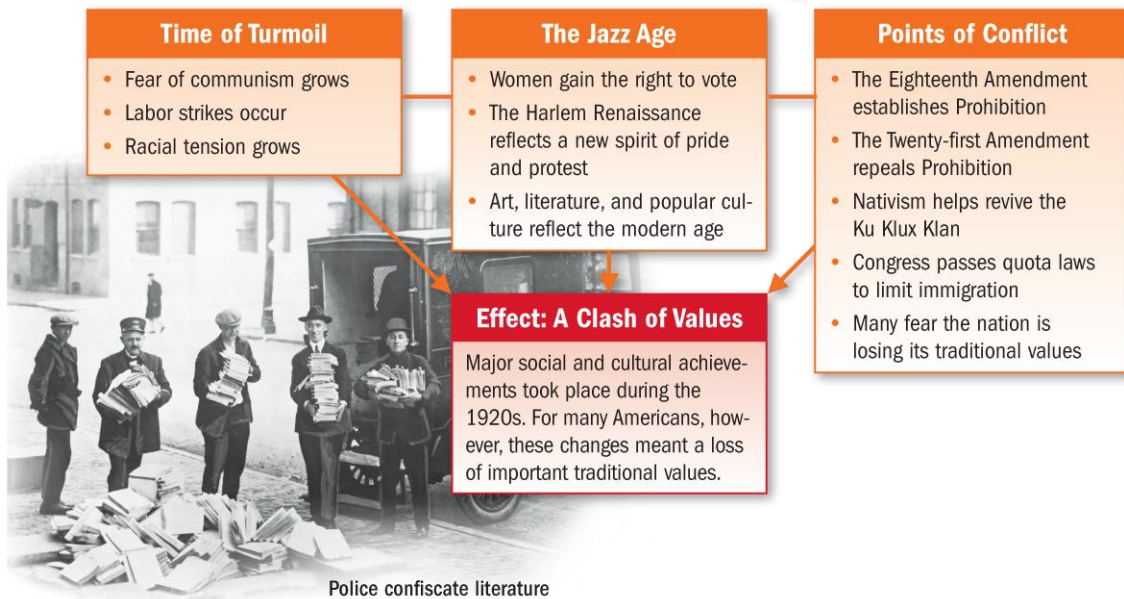 Time of Turmoil
• Fear of communism grows
• Labor strikes occur
• Racial tension grows
The Jazz Age
• Women gain the right to vote
• The Harlem Renaissance
reflects a new spirit of pride
and protest
• Art, literature, and popular cul-
ture reflect the modern age
Points of Conflict
• The Eighteenth Amendment
establishes Prohibition
• The Twenty-first Amendment
repeals Prohibition
• Nativism helps revive the
Ku Klux Klan
• Congress passes quota laws
to limit immigration
• Many fear the nation is
losing its traditional values
Effect: A Clash of Values
Major social and cultural achieve-
ments took place during the
1920s. For many Americans, how-
ever, these changes meant a loss
of important traditional values.
Police confiscate literature